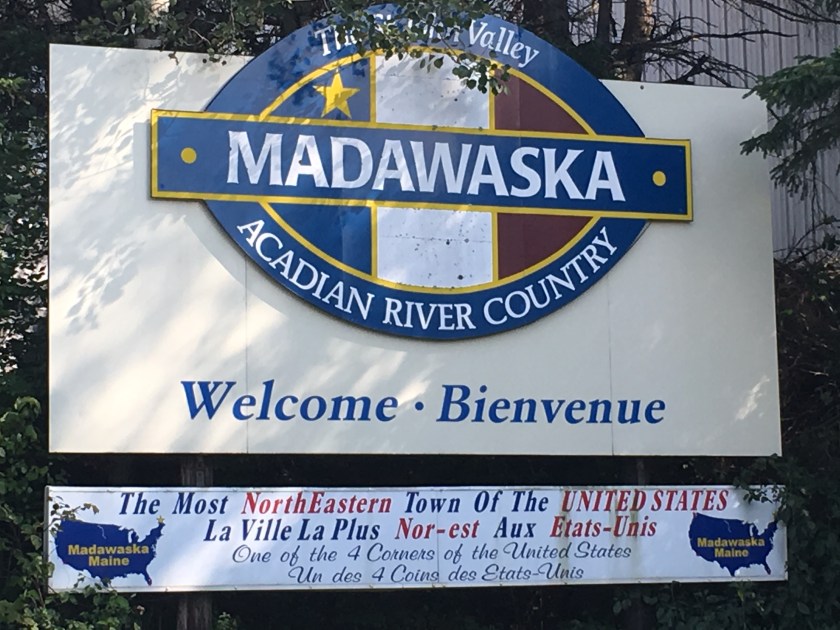 The Valley
MADAWASKA
ACADIAN RIVER COUNTRY
Welcome · Bienvenue
The Most NorthEastern Town Of The UNITED STATES
La Ville La Plus Nor-est Aux Etats-Unis
One of the 4 Corners of the United States
Un des 4 Coins des Etats-Unis
Madawaska
Maine
Madawaska
Maine